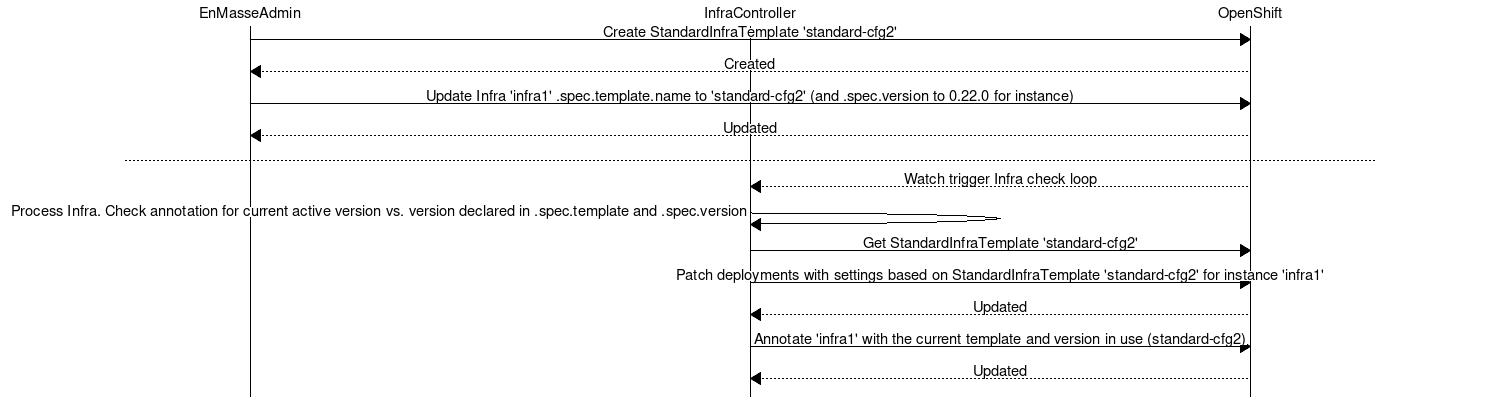 EnMasseAdmin InfraController OpenShift
Create StandardInfraTemplate 'standard-cfg2'
Created
Update Infra 'infra1' .spec.template.name to 'standard-cfg2' (and .spec.version to 0.22.0 for instance)
Updated
Watch trigger Infra check loop
Process Infra. Check annotation for current active version vs. version declared in .spec.template and .spec.version
Get StandardInfraTemplate 'standard-cfg2'
Patch deployments with settings based on StandardInfraTemplate 'standard-cfg2' for instance 'infra1'
Updated
Annotate 'infra1' with the current template and version in use (standard-cfg2)
Updated